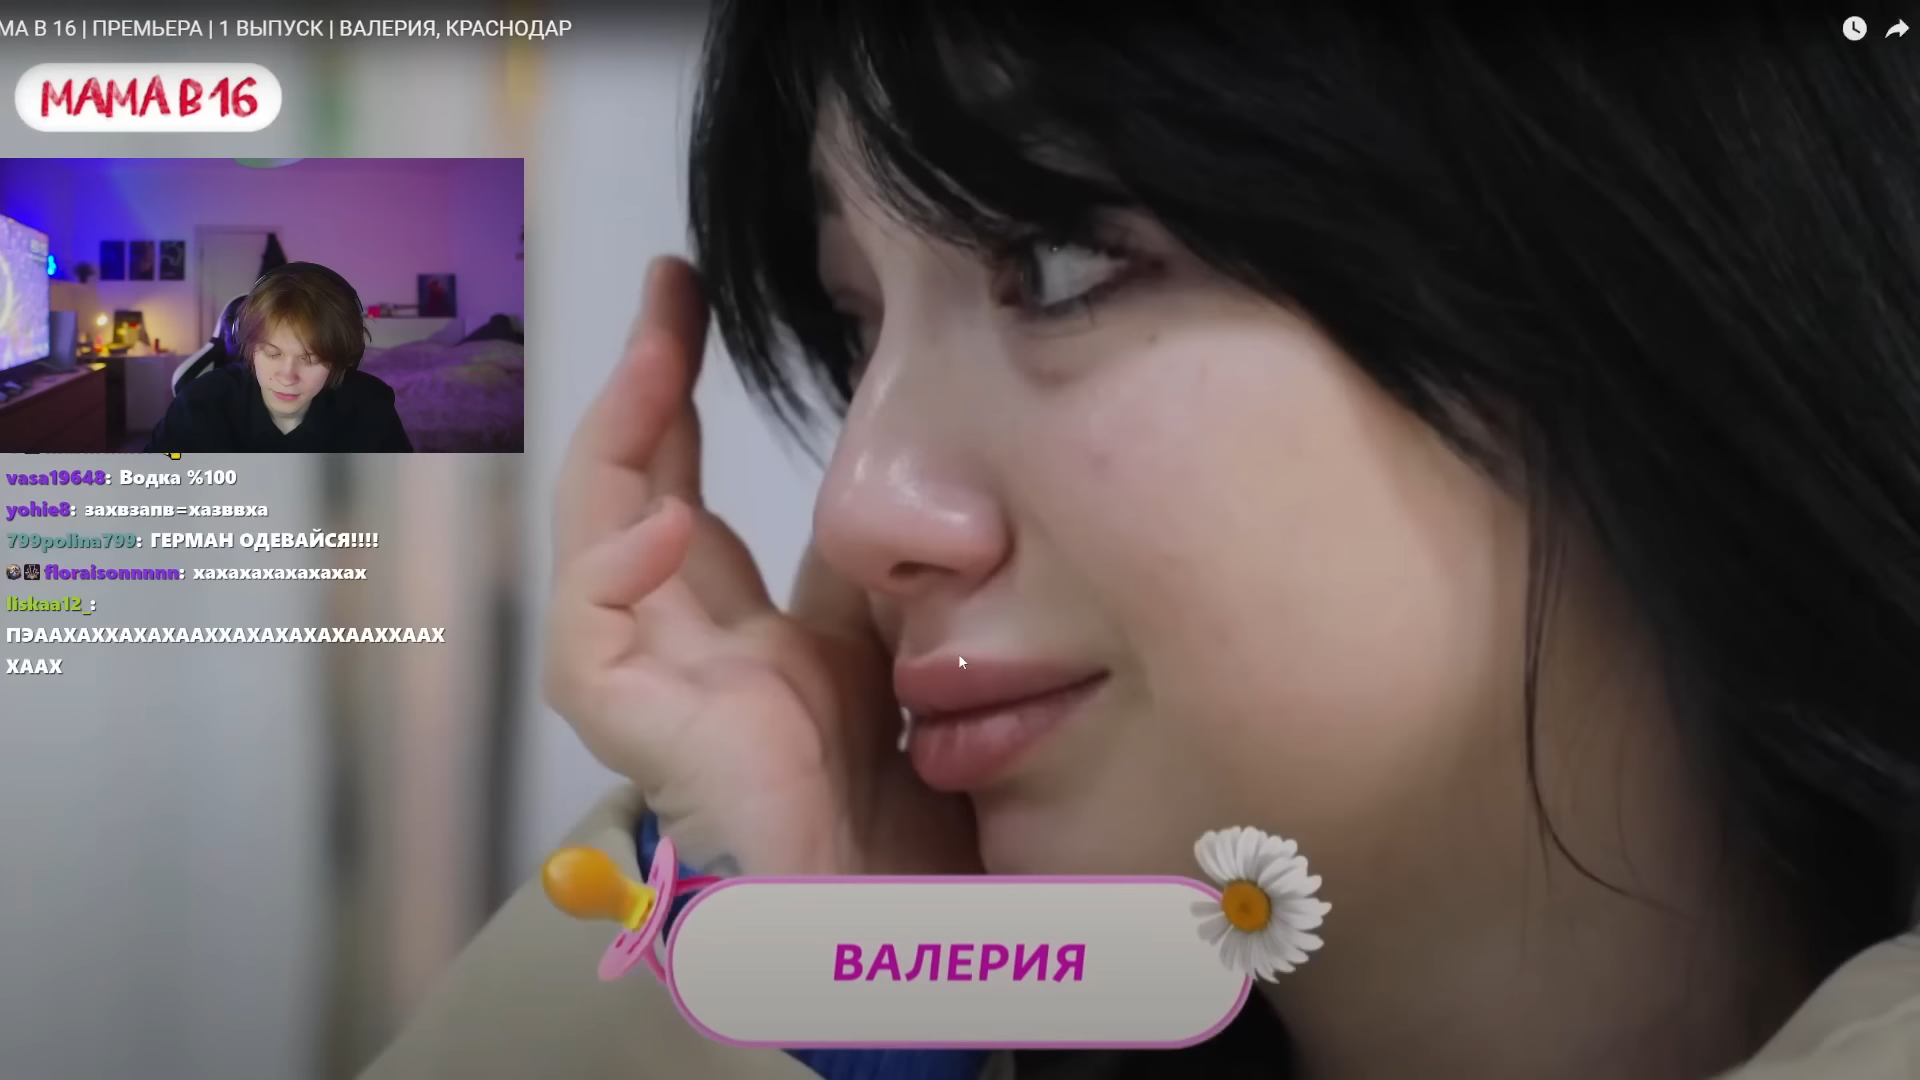 МА В 16 | ПРЕМЬЕРА | 1 ВЫПУСК | ВАЛЕРИЯ, КРАСНОДАР
МАМА В 16
vasa19648: Водка %100
yohie8: захвзапв=хазввха
799polina799: ГЕРМАН ОДЕВАЙСЯ!!!!
floraisonnnnn: хахахахахахахах
liskaa12_:
ПЭААХАХХАХАХААХХАХАХАХАХААХХААХ
ХААХ
ВАЛЕРИЯ